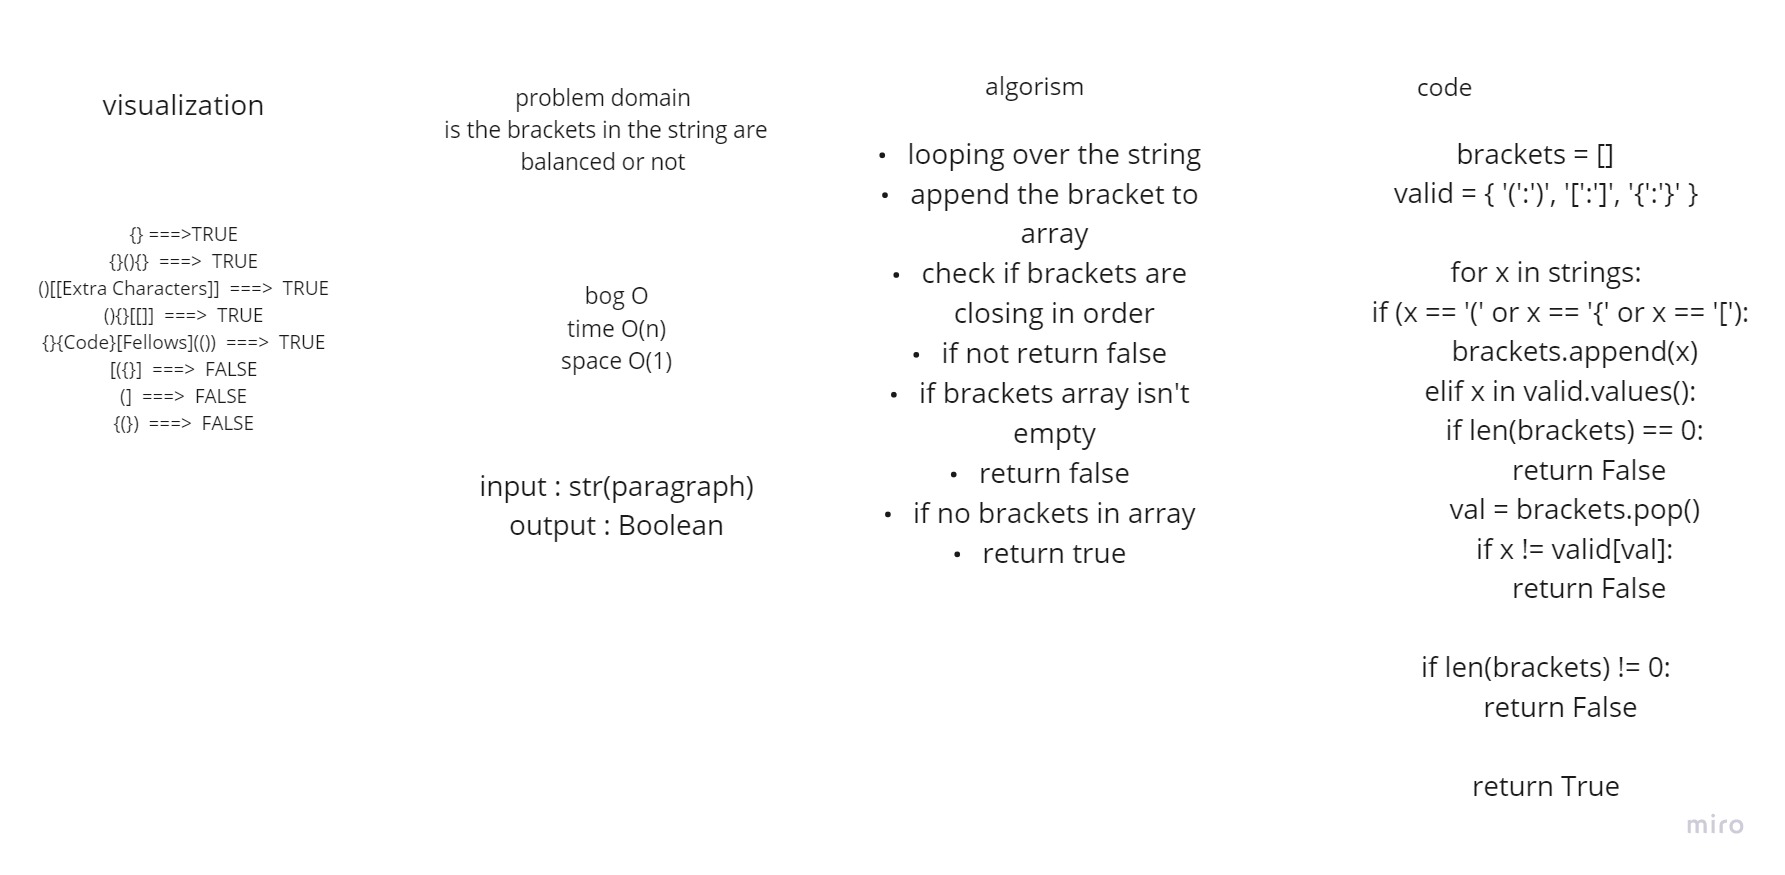 visualization
{} ===>TRUE
{}(){}  ===>  TRUE
()[[Extra Characters]]  ===>  TRUE
(){}[[]]  ===>  TRUE
{}{Code}[Fellows](())  ===>  TRUE
[({}]  ===>  FALSE
(]  ===>  FALSE
{(})  ===>  FALSE
problem domain
is the brackets in the string are
balanced or not
bog O
time O(n)
space O(1)
input : str(paragraph)
output : Boolean
algorism
• looping over the string
• append the bracket to
array
• check if brackets are
closing in order
• if not return false
• if brackets array isn't
empty
• return false
• if no brackets in array
• return true
code
brackets = []
valid = { '(':')', '[':']', '{':'}' }
for x in strings:
if (x == '(' or x == '{' or x == '['):
brackets.append(x)
elif x in valid.values():
if len(brackets) == 0:
return False
val = brackets.pop()
if x != valid[val]:
return False
if len(brackets) != 0:
return False
return True
miro